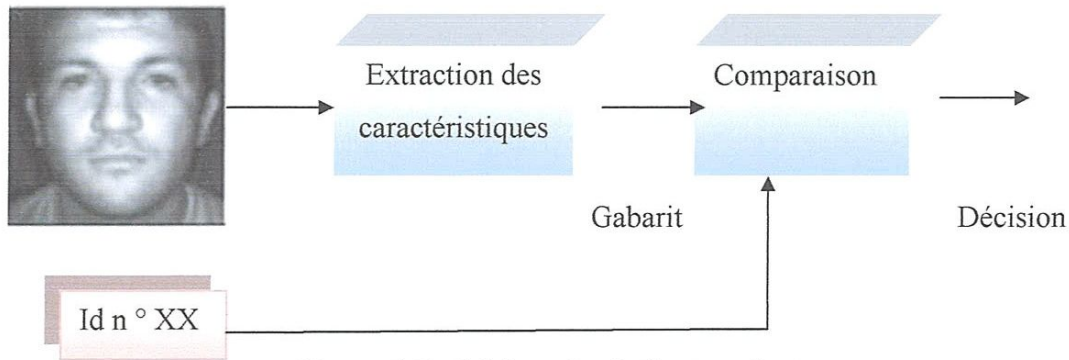 Extraction des
caractéristiques
Comparaison
Gabarit
Décision
Id n ° XX